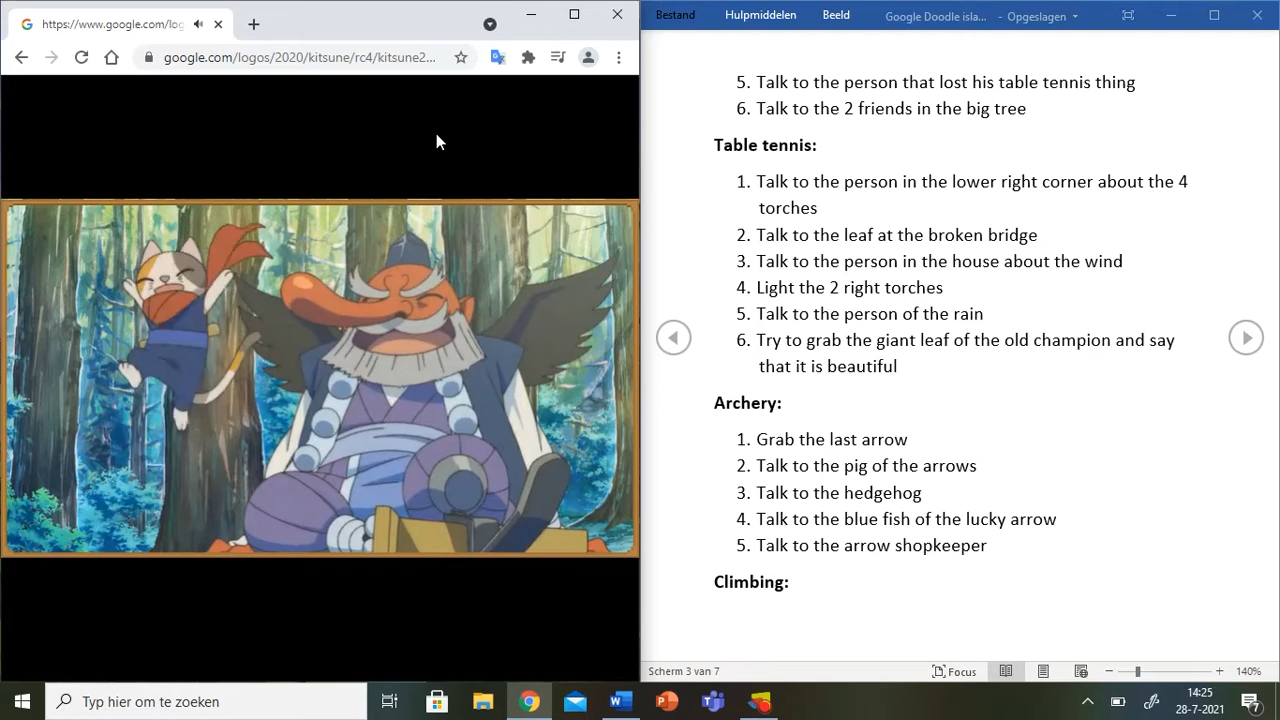 https://www.google.com/log
google.com/logos/2020/kitsune/rc4/kitsune2...
Bestand
Hulpmiddelen
Beeld
Google Doodle isla... - Opgeslagen
5. Talk to the person that lost his table tennis thing
6. Talk to the 2 friends in the big tree
Table tennis:
1. Talk to the person in the lower right corner about the 4
torches
2. Talk to the leaf at the broken bridge
3. Talk to the person in the house about the wind
4. Light the 2 right torches
5. Talk to the person of the rain
6. Try to grab the giant leaf of the old champion and say
that it is beautiful
Archery:
1. Grab the last arrow
2. Talk to the pig of the arrows
3. Talk to the hedgehog
4. Talk to the blue fish of the lucky arrow
5. Talk to the arrow shopkeeper
Climbing:
Scherm 3 van 7
Focus
140%
Typ hier om te zoeken
14:25
28-7-2021
7